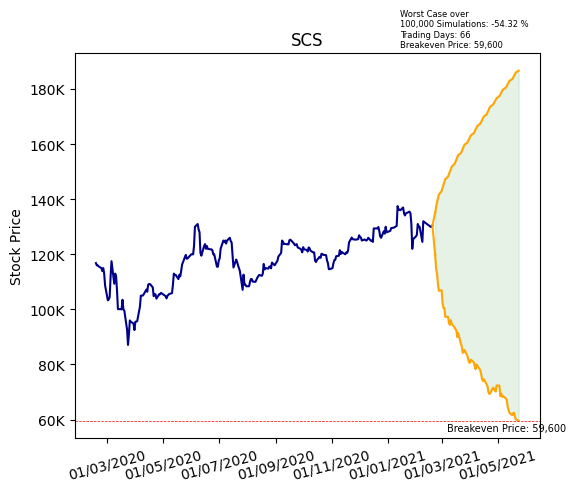 Worst Case over
100,000 Simulations: -54.32 %
Trading Days: 66
Breakeven Price: 59,600
SCS
Stock Price
180K
160K
140K
120K
100K
80K
60K
Breakeven Price: 59,600
01/03/2020
01/05/2020
01/07/2020
01/09/2020
01/11/2020
01/01/2021
01/03/2021
01/05/2021